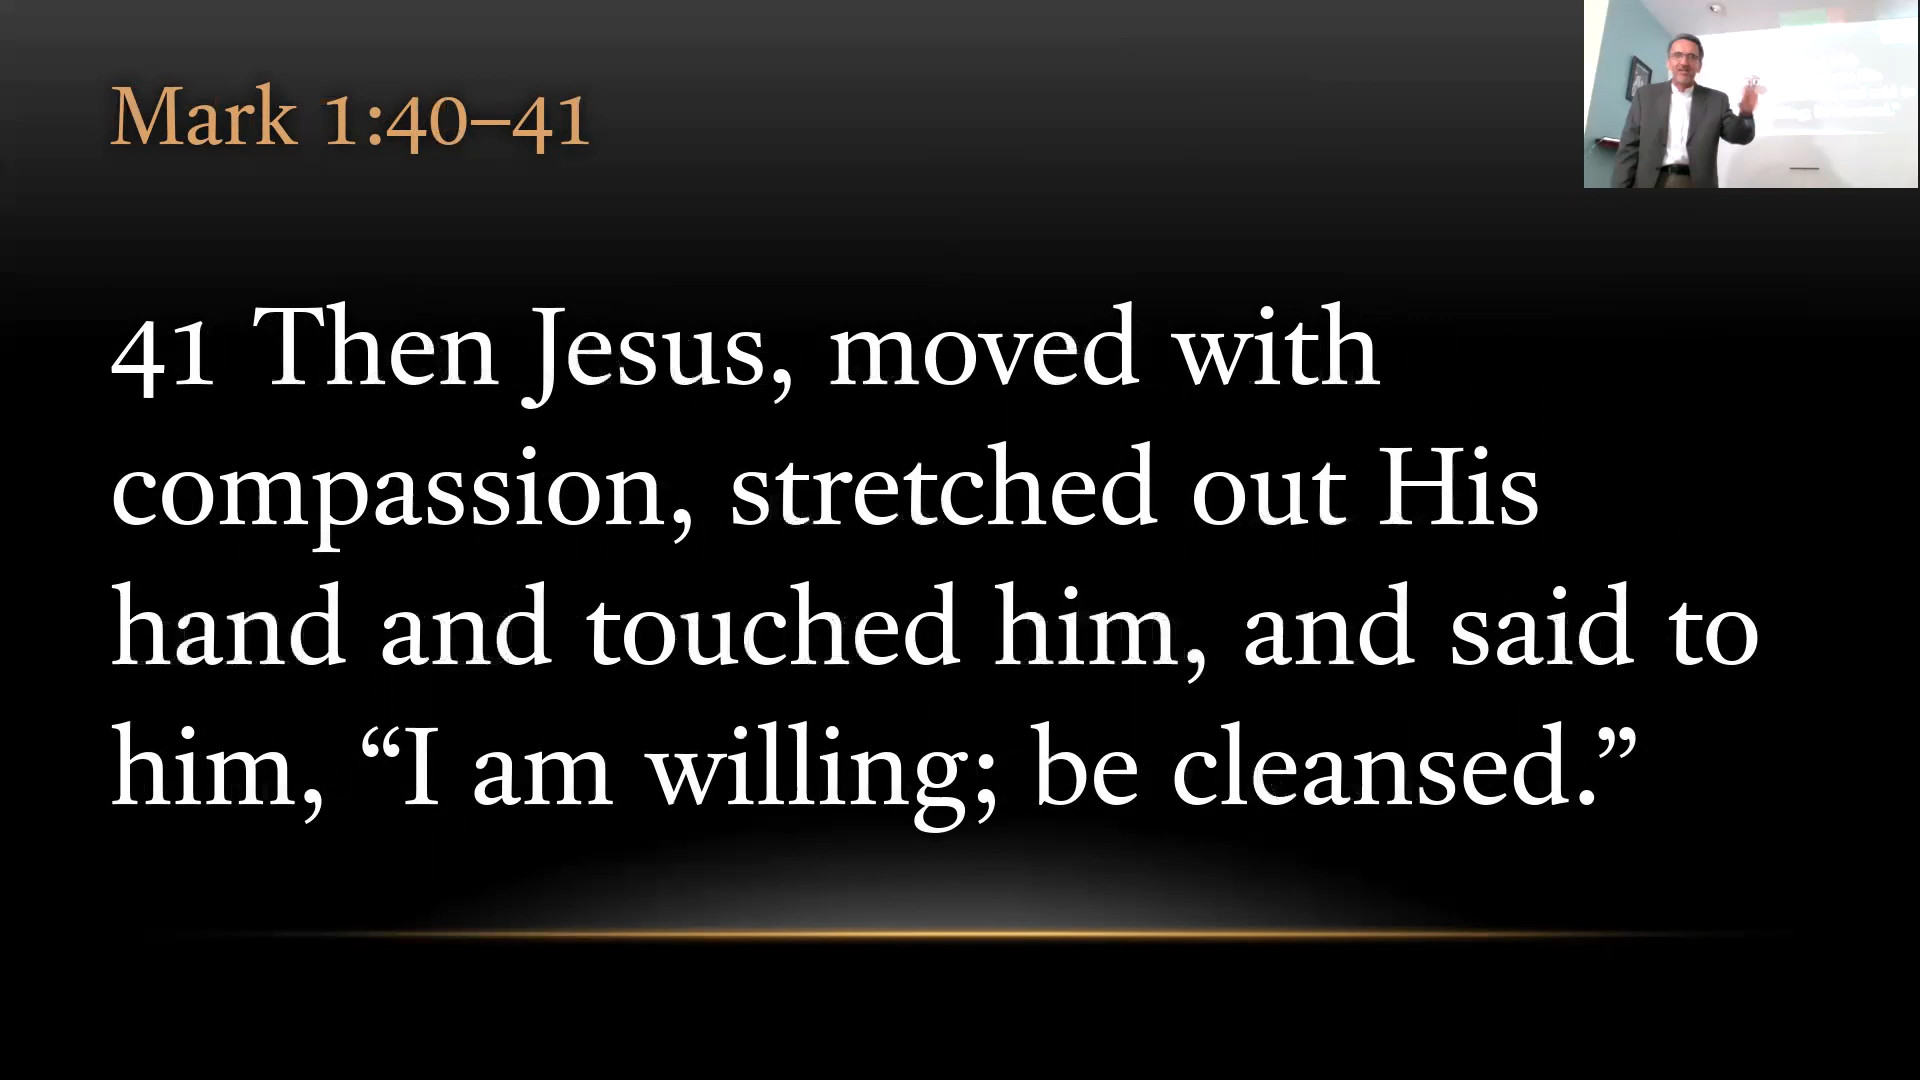 Mark 1:40–41
41 Then Jesus, moved with
compassion, stretched out His
hand and touched him, and said to
him, “I am willing; be cleansed.”